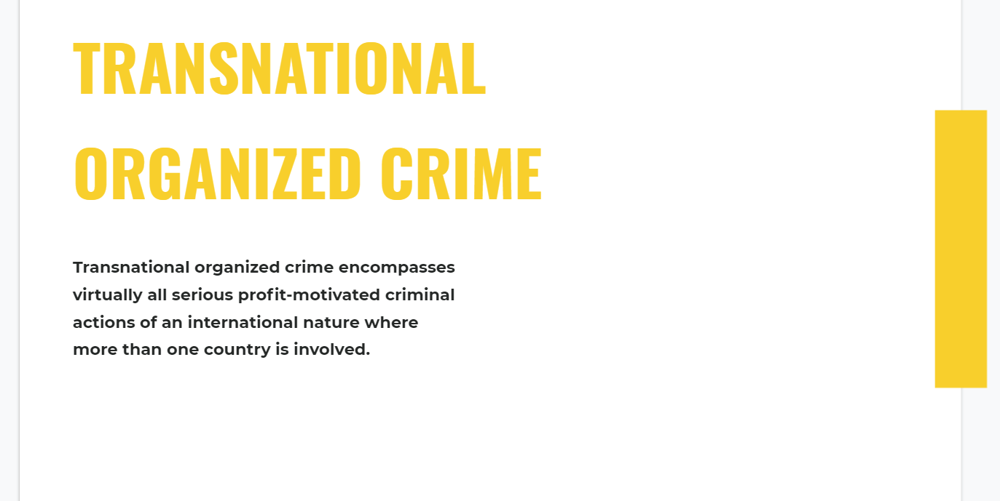 TRANSNATIONAL
ORGANIZED CRIME
Transnational organized crime encompasses
virtually all serious profit-motivated criminal
actions of an international nature where
more than one country is involved.